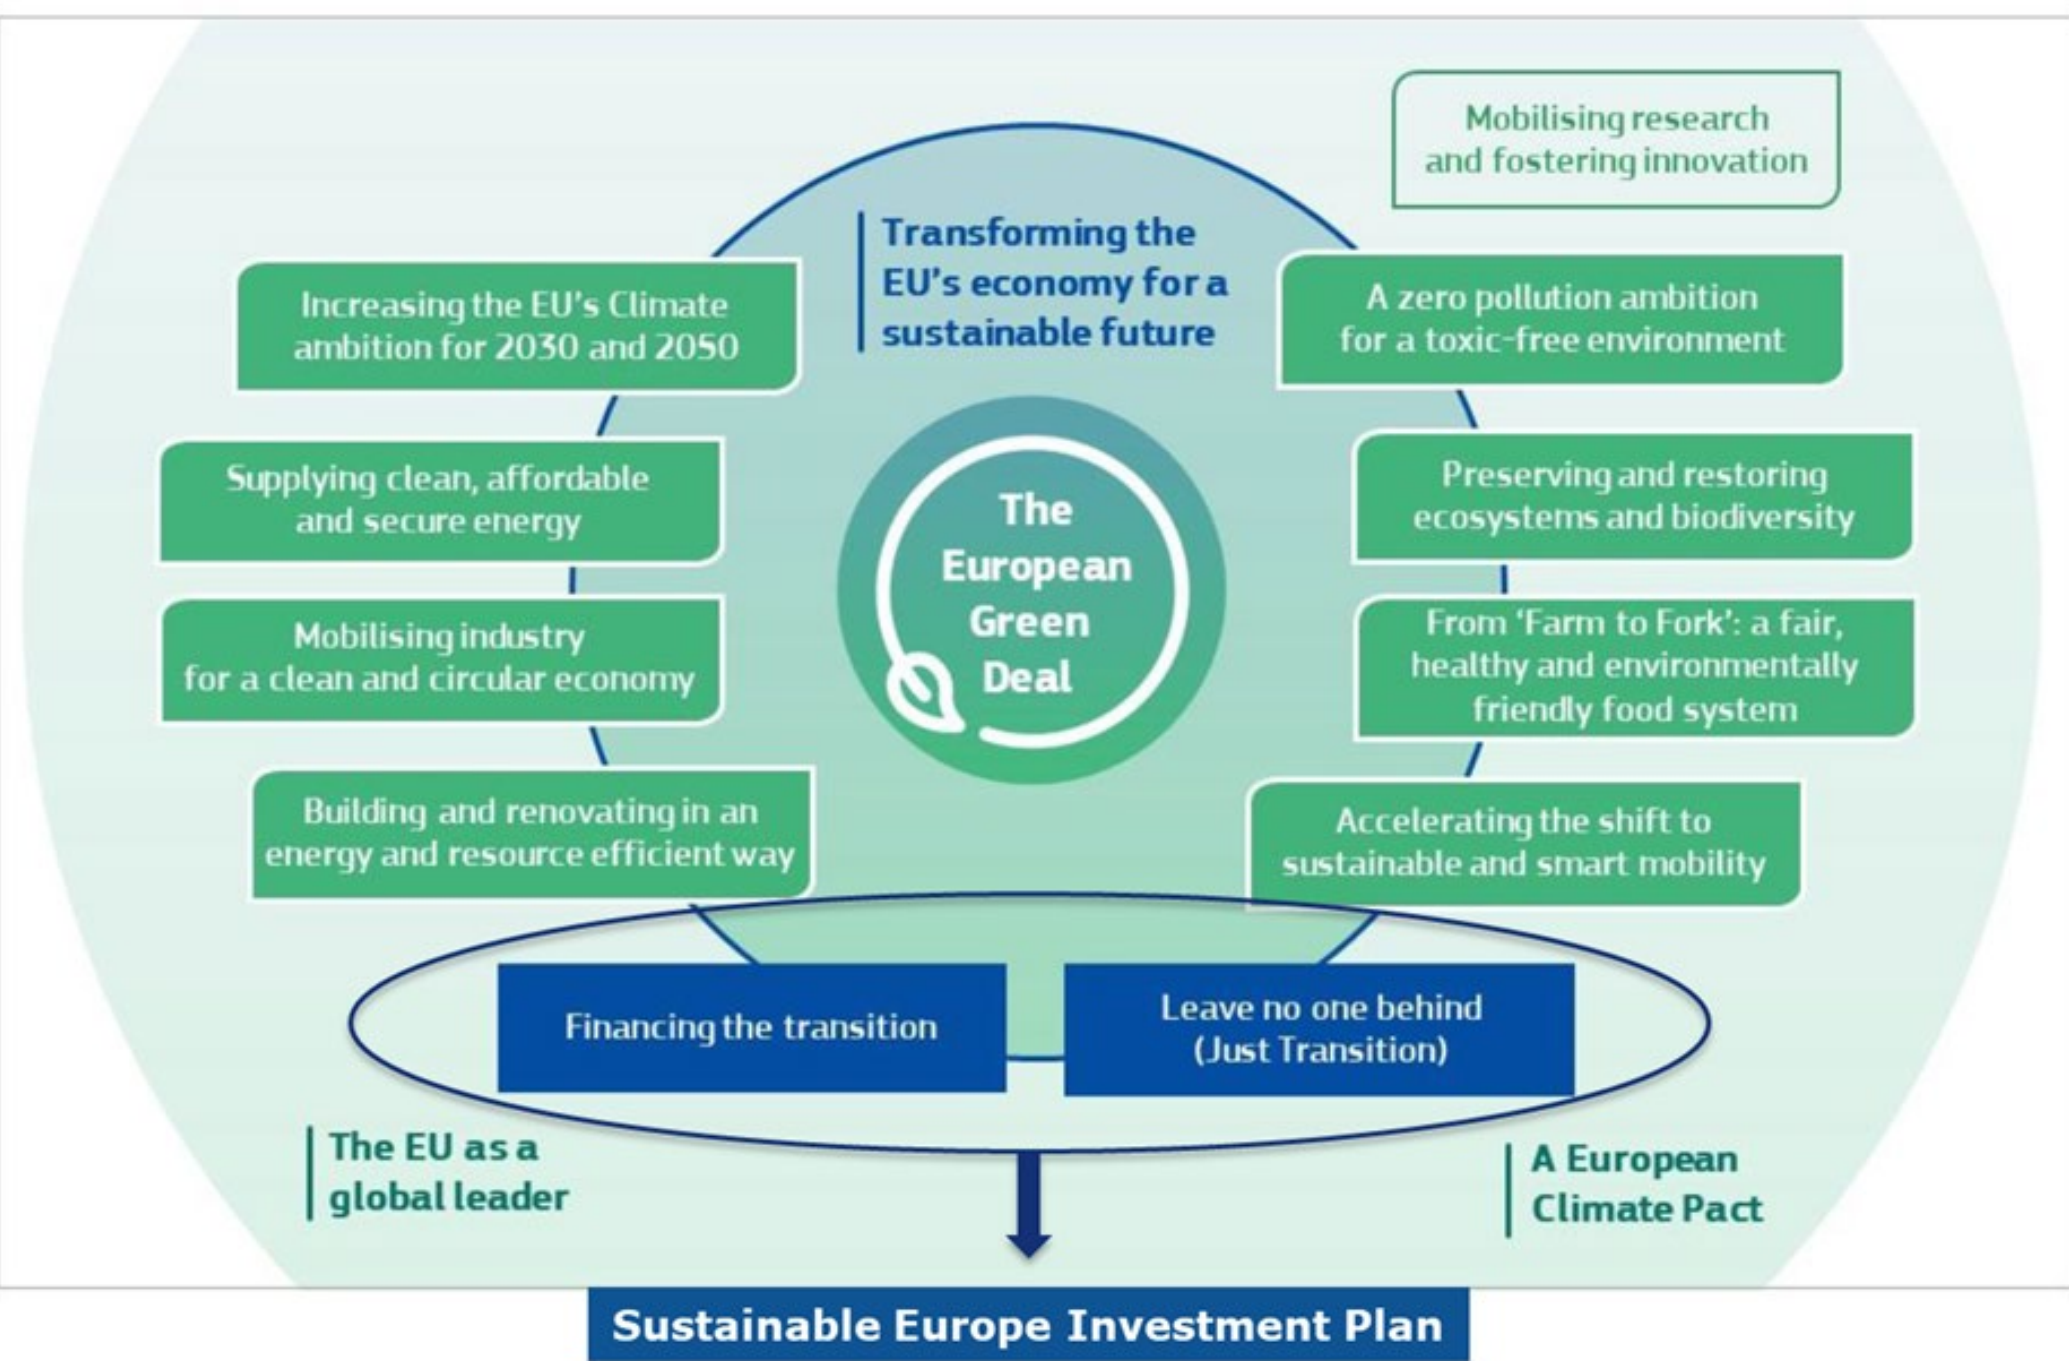 Mobilising research
and fostering innovation
Transforming the
EU's economy for a
sustainable future
Increasing the EU's Climate
ambition for 2030 and 2050
A zero pollution ambition
for a toxic-free environment
Supplying clean, affordable
and secure energy
Preserving and restoring
ecosystems and biodiversity
The
European
Green
Deal
Mobilising industry
for a clean and circular economy
From 'Farm to Fork': a fair,
healthy and environmentally
friendly food system
Building and renovating in an
energy and resource efficient way
Accelerating the shift to
sustainable and smart mobility
Financing the transition
Leave no one behind
(Just Transition)
The EU as a
global leader
A European
Climate Pact
Sustainable Europe Investment Plan